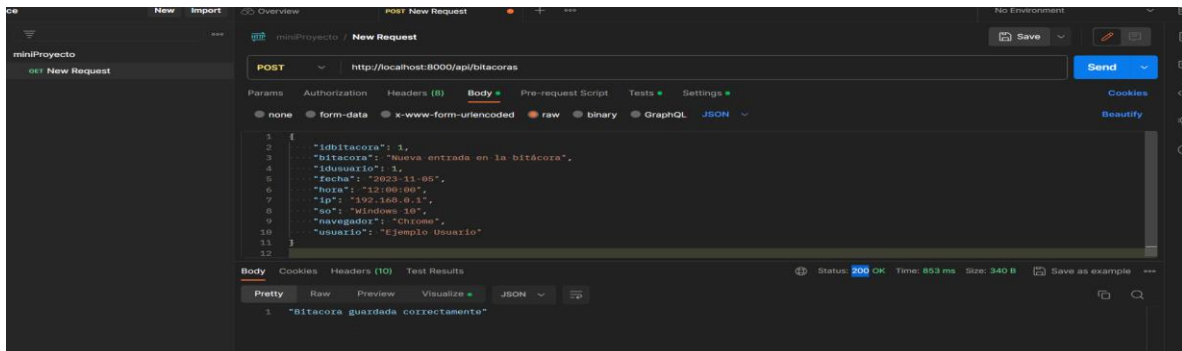 ce New Import Overview POST New Request No Environment
miniProyecto / New Request Save
miniProyecto
GET New Request
POST http://localhost:8000/api/bitacoras Send
Params Authorization Headers (8) Body Pre-request Script Tests Settings Cookies
none form-data x-www-form-urlencoded raw binary GraphQL JSON Beautify
1 {
2 "idbitacora": 1,
3 "bitacora": "Nueva entrada en la bitácora",
4 "idusuario": 1,
5 "fecha": "2023-11-05",
6 "hora": "12:00:00",
7 "ip": "192.168.0.1",
8 "so": "Windows 10",
9 "navegador": "Chrome",
10 "usuario": "Ejemplo Usuario"
11 }
12
Body Cookies Headers (10) Test Results Status: 200 OK Time: 853 ms Size: 340 B Save as example
Pretty Raw Preview Visualize JSON
1 "Bitacora guardada correctamente"